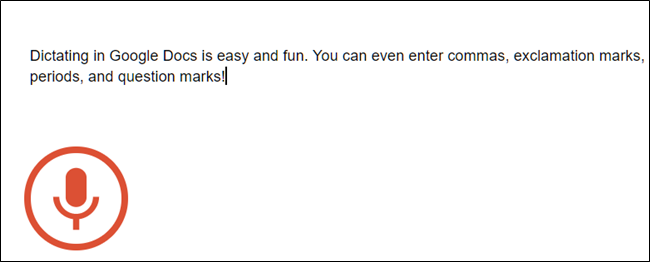 Dictating in Google Docs is easy and fun. You can even enter commas, exclamation marks,
periods, and question marks!